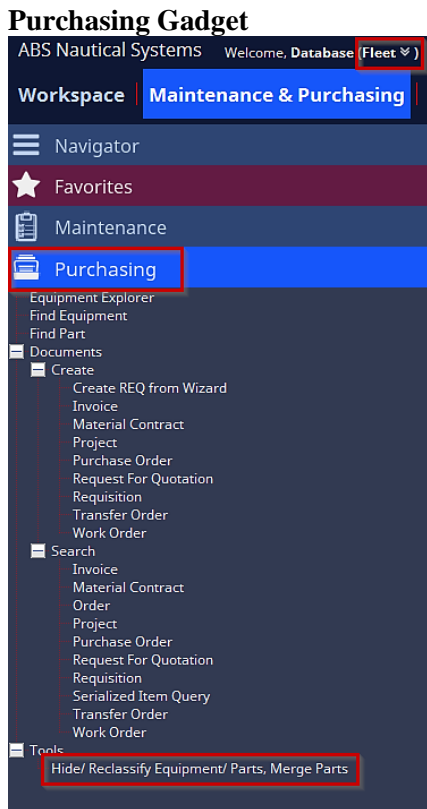 Purchasing Gadget
ABS Nautical Systems Welcome, Database (Fleet )
Workspace Maintenance & Purchasing
Navigator
Favorites
Maintenance
Purchasing
Equipment Explorer
Find Equipment
Find Part
Documents
Create
Create REQ from Wizard
Invoice
Material Contract
Project
Purchase Order
Request For Quotation
Requisition
Transfer Order
Work Order
Search
Invoice
Material Contract
Order
Project
Purchase Order
Request For Quotation
Requisition
Serialized Item Query
Transfer Order
Work Order
Tools
Hide/ Reclassify Equipment/ Parts, Merge Parts